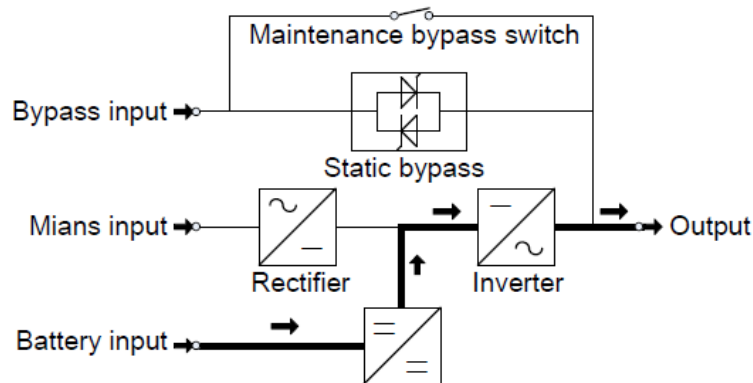 Maintenance bypass switch
Bypass input
Static bypass
Mians input
Output
Rectifier
Inverter
Battery input